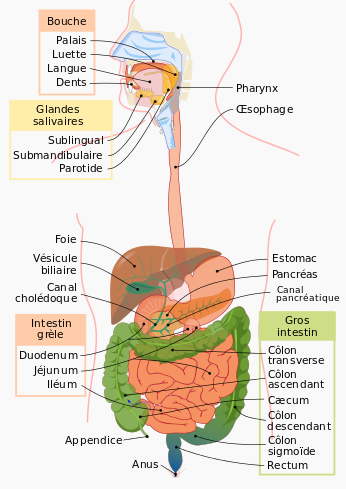 Bouche
Palais
Luette
Langue
Dents
Glandes
salivaires
Sublingual
Submandibulaire
Parotide
Pharynx
Œsophage
Foie
Vésicule
biliaire
Canal
cholédoque
Estomac
Pancréas
Canal
pancréatique
Intestin
grêle
Duodenum
Jéjunum
Iléum
Gros
intestin
Côlon
transverse
Côlon
ascendant
Cæcum
Côlon
descendant
Côlon
sigmoïde
Rectum
Appendice
Anus